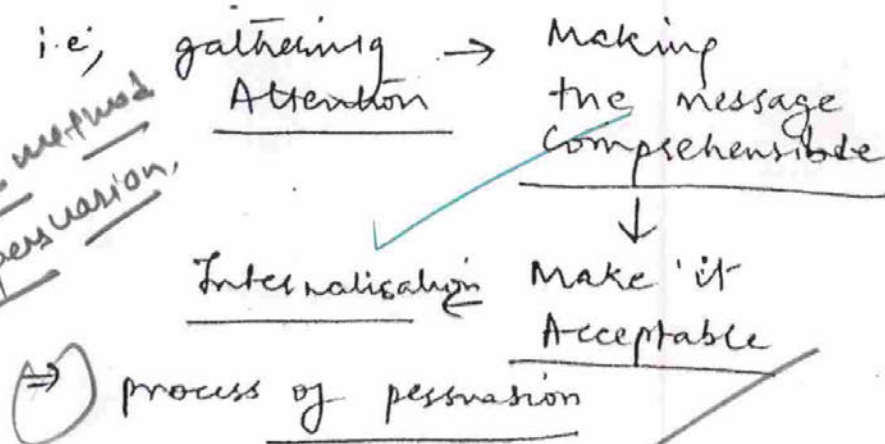 i.e, gathering → Making
Attention the message
Comprehensible
method
persuasion,
↓
Internalisation ← Make it
Acceptable
⇒ process of persuasion